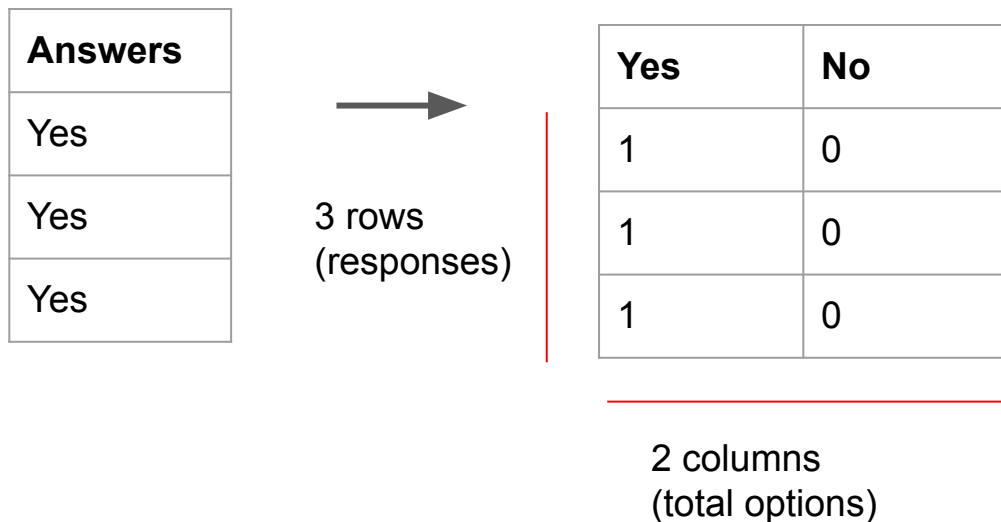 Answers
Yes
Yes
Yes
3 rows
(responses)
Yes No
1 0
1 0
1 0
2 columns
(total options)